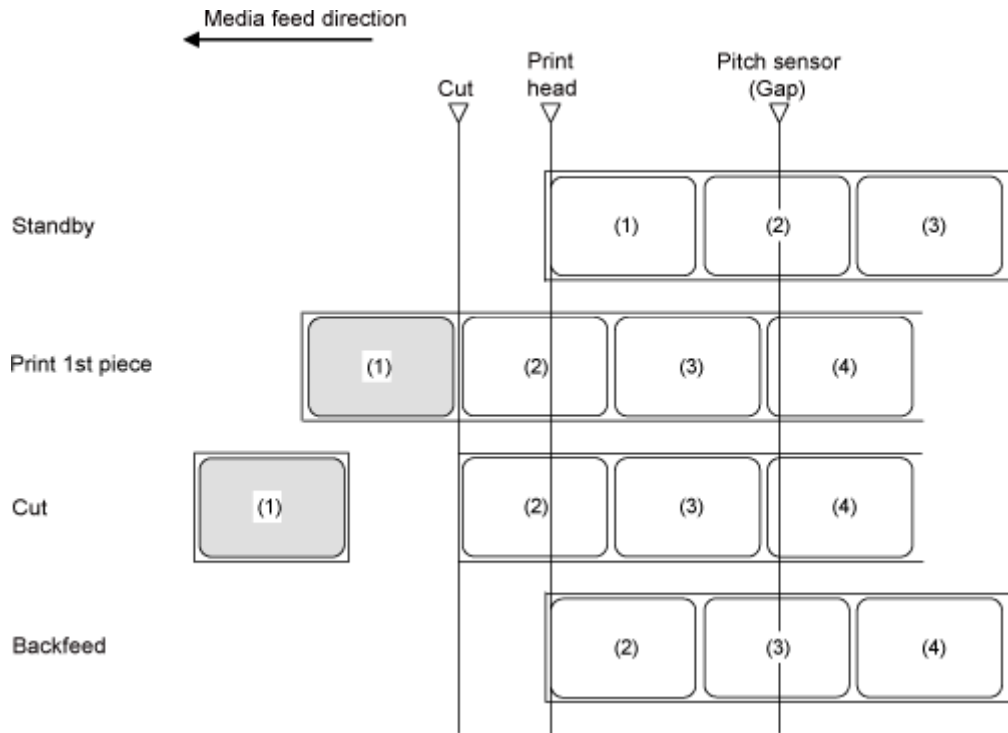 Media feed direction
Cut
Print
head
Pitch sensor
(Gap)
Standby
(1)
(2)
(3)
Print 1st piece
(1)
(2)
(3)
(4)
Cut
(1)
(2)
(3)
(4)
Backfeed
(2)
(3)
(4)